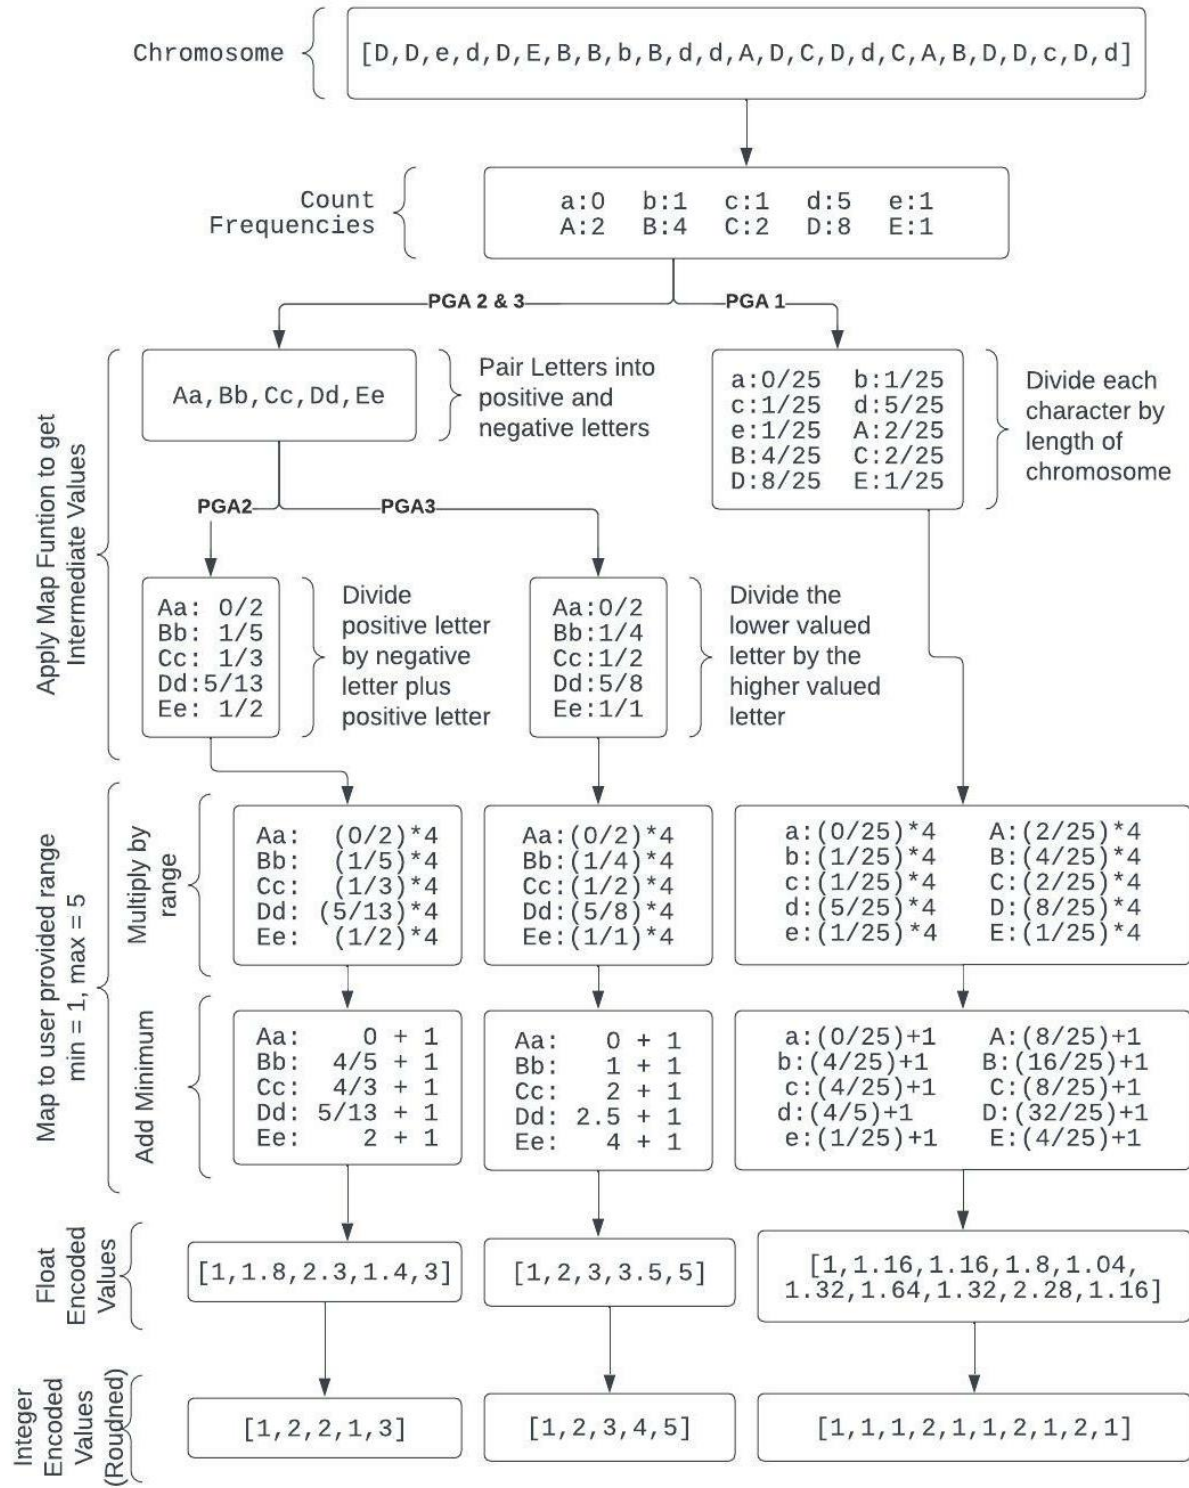 Chromosome
[D,D,e,d,D,E,B,B,b,B,d,d,A,D,C,D,d,C,A,B,D,D,c,D,d]
Count
Frequencies
a:0 b:1 c:1 d:5 e:1
A:2 B:4 C:2 D:8 E:1
PGA 2 & 3
PGA 1
Apply Map Funtion to get
Intermediate Values
Aa,Bb,Cc,Dd,Ee
Pair Letters into
positive and
negative letters
a:0/25 b:1/25
c:1/25 d:5/25
e:1/25 A:2/25
B:4/25 C:2/25
D:8/25 E:1/25
Divide each
character by
length of
chromosome
PGA2
PGA3
Aa: 0/2
Bb: 1/5
Cc: 1/3
Dd:5/13
Ee: 1/2
Divide
positive letter
by negative
letter plus
positive letter
Aa:0/2
Bb:1/4
Cc:1/2
Dd:5/8
Ee:1/1
Divide the
lower valued
letter by the
higher valued
letter
Map to user provided range
min = 1, max = 5
Multiply by
range
Aa: (0/2)*4
Bb: (1/5)*4
Cc: (1/3)*4
Dd: (5/13)*4
Ee: (1/2)*4
Aa:(0/2)*4
Bb:(1/4)*4
Cc:(1/2)*4
Dd:(5/8)*4
Ee:(1/1)*4
a:(0/25)*4 A:(2/25)*4
b:(1/25)*4 B:(4/25)*4
c:(1/25)*4 C:(2/25)*4
d:(5/25)*4 D:(8/25)*4
e:(1/25)*4 E:(1/25)*4
Add Minimum
Aa: 0 + 1
Bb: 4/5 + 1
Cc: 4/3 + 1
Dd: 5/13 + 1
Ee: 2 + 1
Aa: 0 + 1
Bb: 1 + 1
Cc: 2 + 1
Dd: 2.5 + 1
Ee: 4 + 1
a:(0/25)+1 A:(8/25)+1
b:(4/25)+1 B:(16/25)+1
c:(4/25)+1 C:(8/25)+1
d:(4/5)+1 D:(32/25)+1
e:(1/25)+1 E:(4/25)+1
Float
Encoded
Values
[1,1.8,2.3,1.4,3]
[1,2,3,3.5,5]
[1,1.16,1.16,1.8,1.04,
1.32,1.64,1.32,2.28,1.16]
Integer
Encoded
Values
(Roudned)
[1,2,2,1,3]
[1,2,3,4,5]
[1,1,1,2,1,1,2,1,2,1]